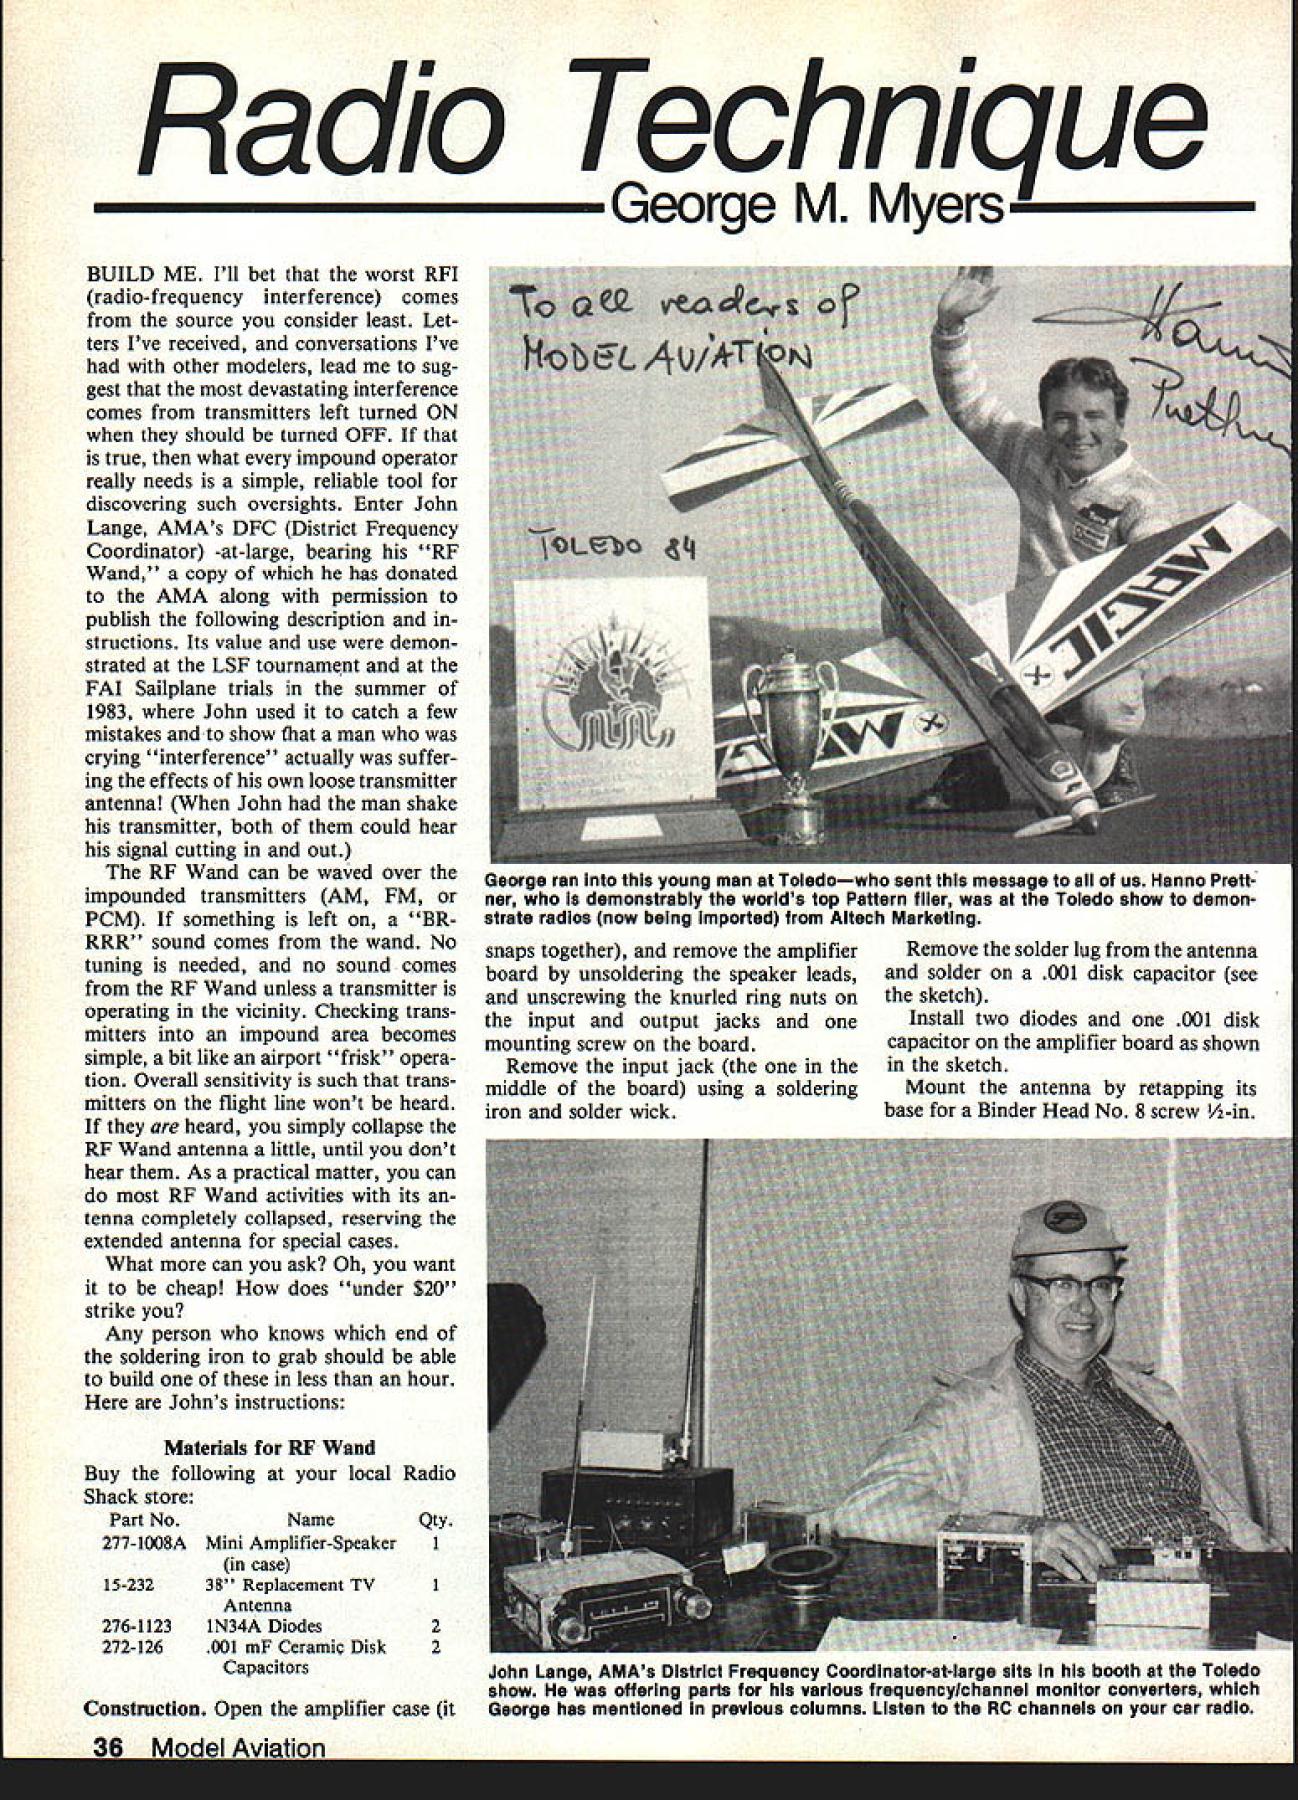 Radio Technique
George M. Myers
BUILD ME. I'll bet that the worst RFI
(radio-frequency interference) comes
from the source you consider least. Let-
ters I've received, and conversations I've
had with other modelers, lead me to sug-
gest that the most devastating interference
comes from transmitters left turned ON
when they should be turned OFF. If that
is true, then what every impound operator
really needs is a simple, reliable tool for
discovering such oversights. Enter John
Lange, AMA's DFC (District Frequency
Coordinator) -at-large, bearing his "RF
Wand," a copy of which he has donated
to the AMA along with permission to
publish the following description and in-
structions. Its value and use were demon-
strated at the LSF tournament and at the
FAI Sailplane trials in the summer of
1983, where John used it to catch a few
mistakes and to show that a man who was
crying "interference" actually was suffer-
ing the effects of his own loose transmitter
antenna! (When John had the man shake
his transmitter, both of them could hear
his signal cutting in and out.)
The RF Wand can be waved over the
impounded transmitters (AM, FM, or
PCM). If something is left on, a "BR-
RRR" sound comes from the wand. No
tuning is needed, and no sound comes
from the RF Wand unless a transmitter is
operating in the vicinity. Checking trans-
mitters into an impound area becomes
simple, a bit like an airport "frisk" opera-
tion. Overall sensitivity is such that trans-
mitters on the flight line won't be heard.
If they are heard, you simply collapse the
RF Wand antenna a little, until you don't
hear them. As a practical matter, you can
do most RF Wand activities with its an-
tenna completely collapsed, reserving the
extended antenna for special cases.
What more can you ask? Oh, you want
it to be cheap! How does "under $20"
strike you?
Any person who knows which end of
the soldering iron to grab should be able
to build one of these in less than an hour.
Here are John's instructions:
Materials for RF Wand
Buy the following at your local Radio
Shack store:
Part No. Name Qty.
277-1008A Mini Amplifier-Speaker 1
(in case)
15-232 38" Replacement TV 1
Antenna
276-1123 1N34A Diodes 2
272-126 .001 mF Ceramic Disk 2
Capacitors
Construction. Open the amplifier case (it
To all readers of
MODEL AVIATION
Hanno
Prettner
TOLEDO 84
MAGIC
George ran into this young man at Toledo—who sent this message to all of us. Hanno Prett-
ner, who is demonstrably the world's top Pattern flier, was at the Toledo show to demon-
strate radios (now being imported) from Altech Marketing.
snaps together), and remove the amplifier
board by unsoldering the speaker leads,
and unscrewing the knurled ring nuts on
the input and output jacks and one
mounting screw on the board.
Remove the input jack (the one in the
middle of the board) using a soldering
iron and solder wick.
Remove the solder lug from the antenna
and solder on a .001 disk capacitor (see
the sketch).
Install two diodes and one .001 disk
capacitor on the amplifier board as shown
in the sketch.
Mount the antenna by retapping its
base for a Binder Head No. 8 screw ½-in.
John Lange, AMA's District Frequency Coordinator-at-large sits in his booth at the Toledo
show. He was offering parts for his various frequency/channel monitor converters, which
George has mentioned in previous columns. Listen to the RC channels on your car radio.
36 Model Aviation